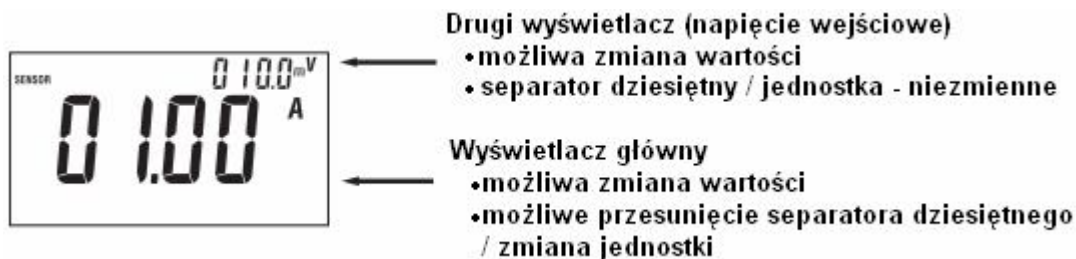 Drugi wyświetlacz (napięcie wejściowe)
•możliwa zmiana wartości
• separator dziesiętny / jednostka - niezmienne
SENSOR
010.0mV
01.00 A
Wyświetlacz główny
•możliwa zmiana wartości
•możliwe przesunięcie separatora dziesiętnego
/ zmiana jednostki